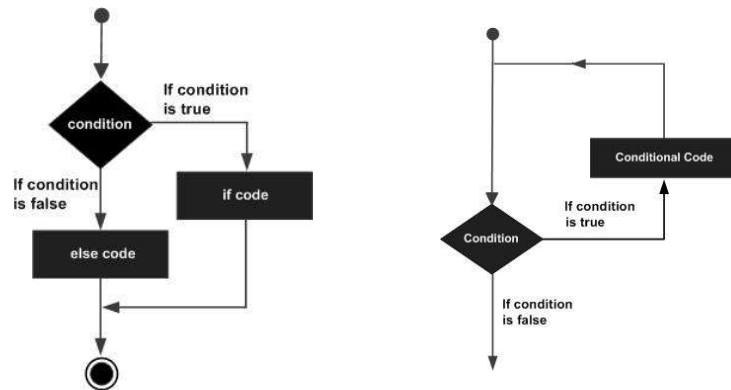 If condition
is true
condition
If condition
is false
if code
else code
Conditional Code
If condition
is true
Condition
If condition
is false